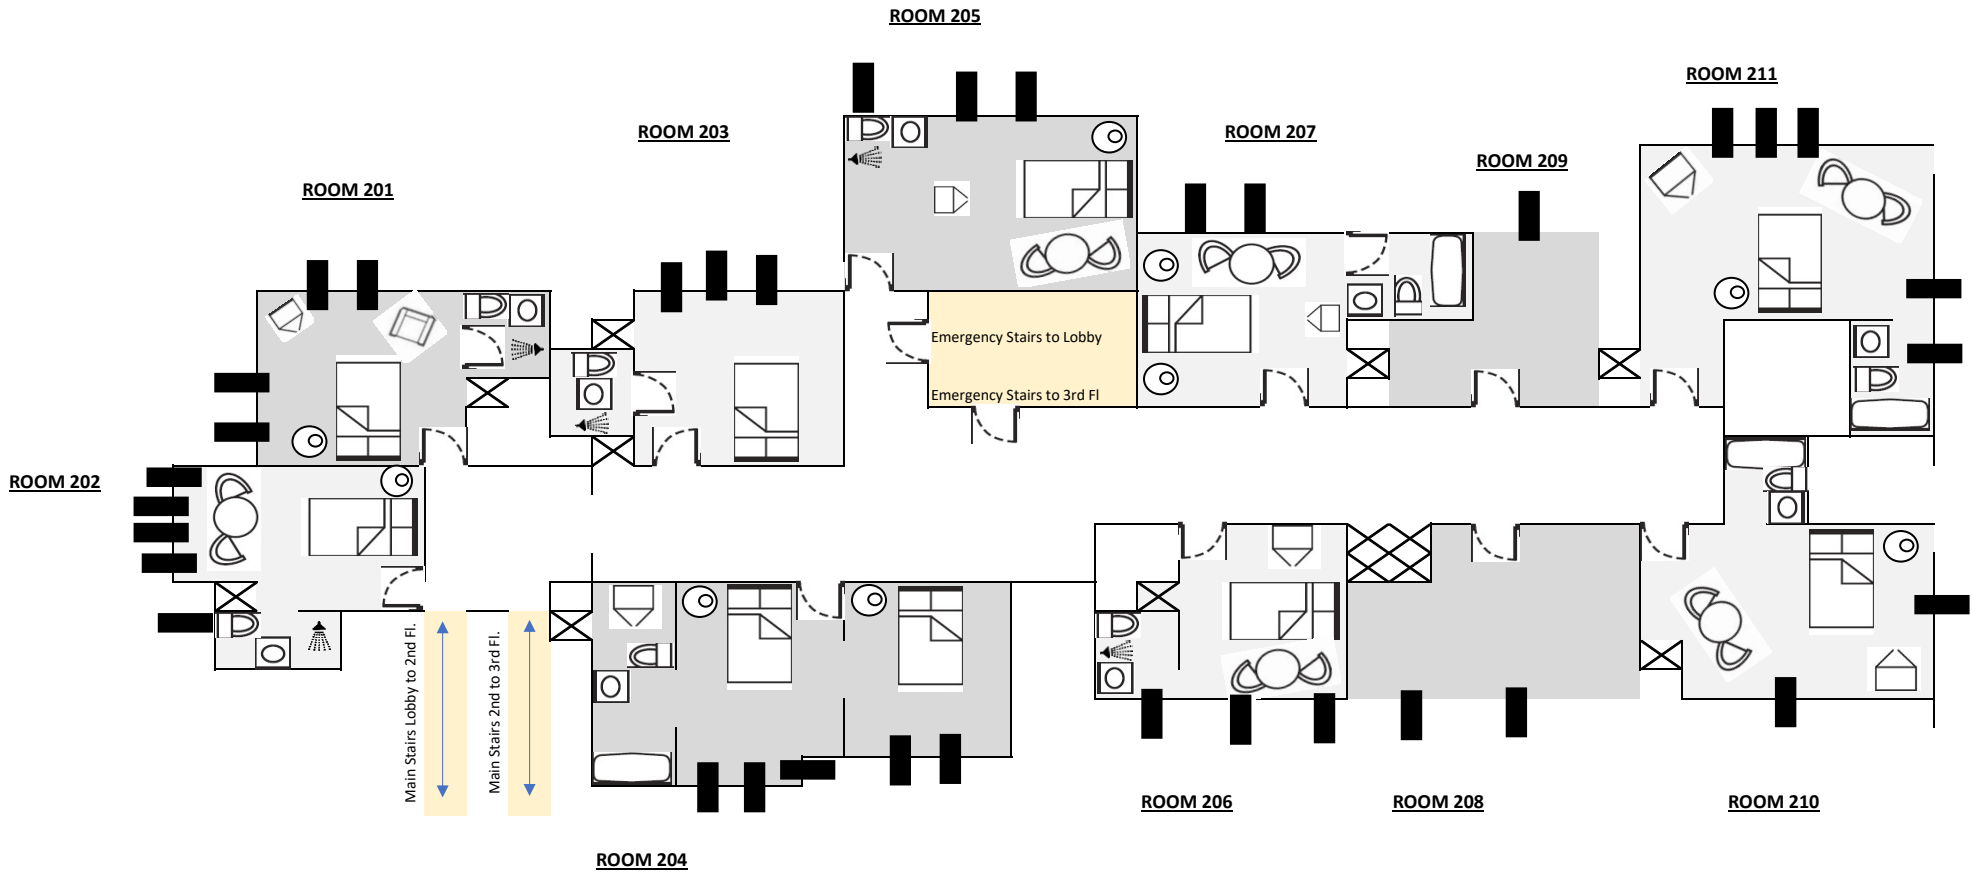 ROOM 205
ROOM 211
ROOM 203
ROOM 207
ROOM 209
ROOM 201
Emergency Stairs to Lobby
Emergency Stairs to 3rd Fl
ROOM 202
Main Stairs Lobby to 2nd Fl.
Main Stairs 2nd to 3rd Fl.
ROOM 206
ROOM 208
ROOM 210
ROOM 204